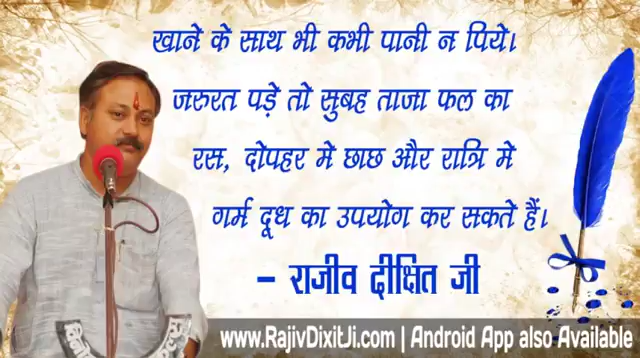 खाने के साथ भी कभी पानी न पिये।
जरुरत पड़े तो सुबह ताजा फल का
रस, दोपहर मे छाछ और रात्रि मे
गर्म दूध का उपयोग कर सकते हैं।
– राजीव दीक्षित जी
www.RajivDixitJi.com | Android App also Available